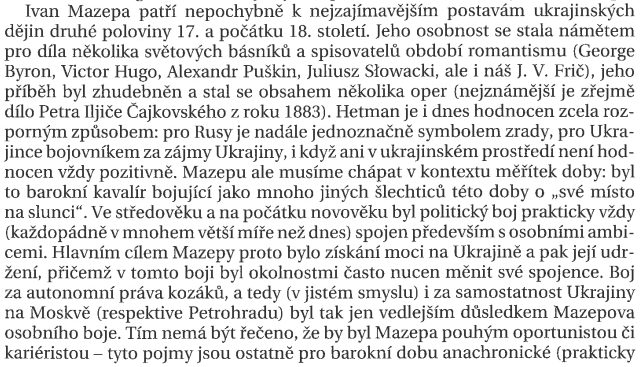 Ivan Mazepa patří nepochybně k nejzajímavějším postavám ukrajinských
dějin druhé poloviny 17. a počátku 18. století. Jeho osobnost se stala námětem
pro díla několika světových básníků a spisovatelů období romantismu (George
Byron, Victor Hugo, Alexandr Puškin, Juliusz Słowacki, ale i náš J. V. Frič), jeho
příběh byl zhudebněn a stal se obsahem několika oper (nejznámější je zřejmě
dílo Petra Iljiče Čajkovského z roku 1883). Hetman je i dnes hodnocen zcela roz-
porným způsobem: pro Rusy je nadále jednoznačně symbolem zrady, pro Ukra-
jince bojovníkem za zájmy Ukrajiny, i když ani v ukrajinském prostředí není hod-
nocen vždy pozitivně. Mazepu ale musíme chápat v kontextu měřítek doby: byl
to barokní kavalír bojující jako mnoho jiných šlechticů této doby o „své místo
na slunci“. Ve středověku a na počátku novověku byl politický boj prakticky vždy
(každopádně v mnohem větší míře než dnes) spojen především s osobními ambi-
cemi. Hlavním cílem Mazepy proto bylo získání moci na Ukrajině a pak její udr-
žení, přičemž v tomto boji byl okolnostmi často nucen měnit své spojence. Boj
za autonomní práva kozáků, a tedy (v jistém smyslu) i za samostatnost Ukrajiny
na Moskvě (respektive Petrohradu) byl tak jen vedlejším důsledkem Mazepova
osobního boje. Tím nemá být řečeno, že by byl Mazepa pouhým oportunistou či
kariéristou – tyto pojmy jsou ostatně pro barokní dobu anachronické (prakticky